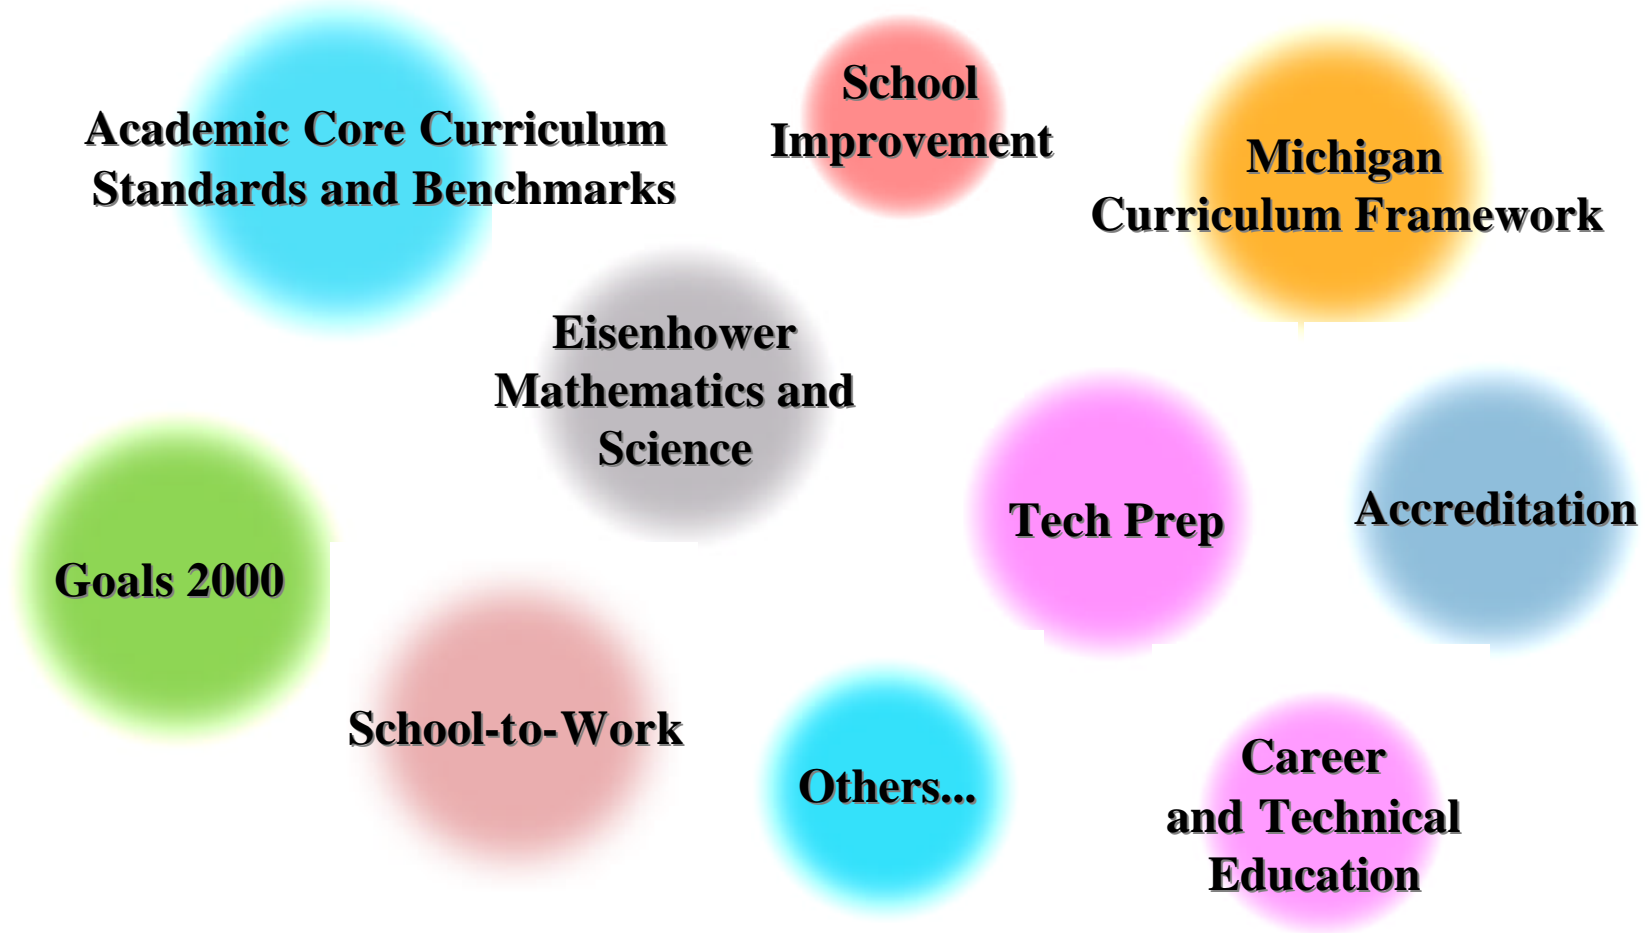 Academic Core Curriculum
Standards and Benchmarks
School
Improvement
Michigan
Curriculum Framework
Eisenhower
Mathematics and
Science
Tech Prep
Accreditation
Goals 2000
School-to-Work
Others...
Career
and Technical
Education